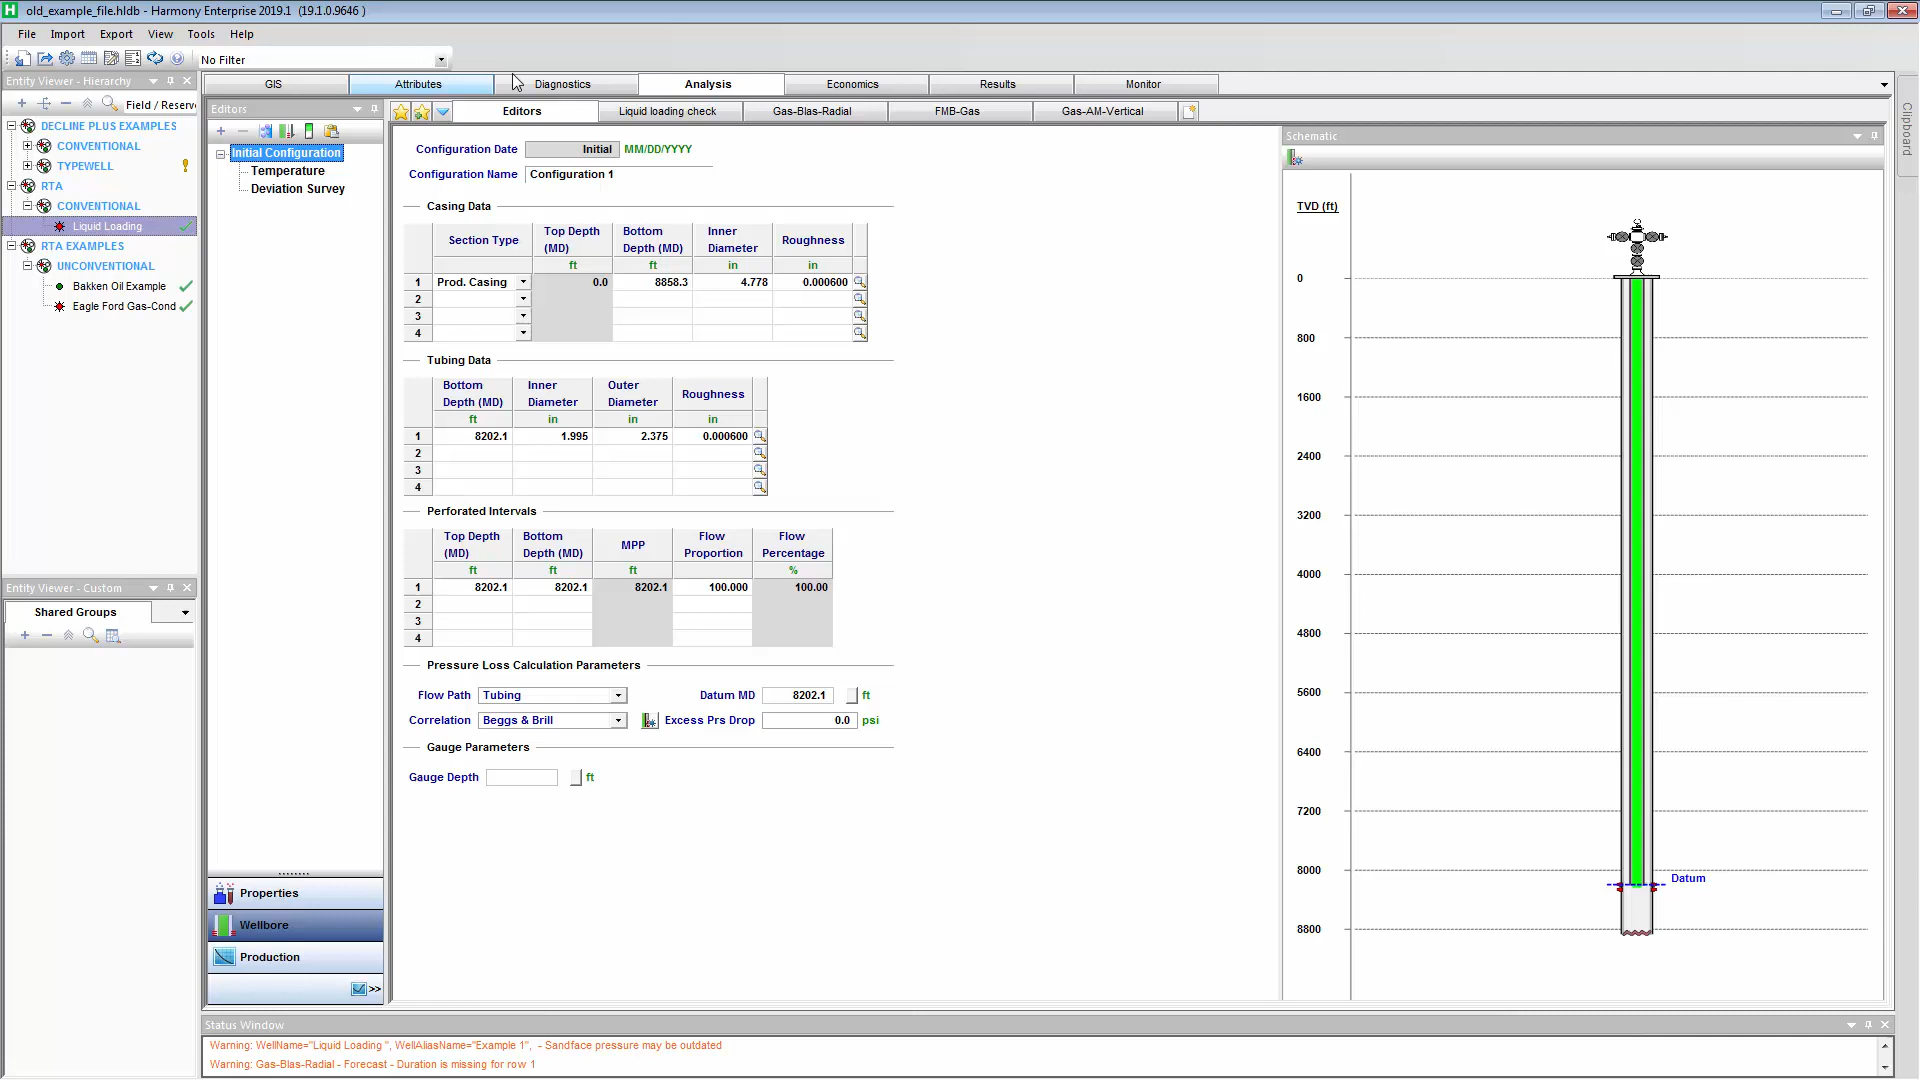 old_example_file.hldb - Harmony Enterprise 2019.1 (19.1.0.9646 )
File Import Export View Tools Help
No Filter
Entity Viewer - Hierarchy
Field / Reserv
DECLINE PLUS EXAMPLES
CONVENTIONAL
TYPEWELL
RTA
CONVENTIONAL
Liquid Loading
RTA EXAMPLES
UNCONVENTIONAL
Bakken Oil Example
Eagle Ford Gas-Cond
Entity Viewer - Custom
Shared Groups
GIS Attributes Diagnostics Analysis Economics Results Monitor
Editors
Initial Configuration
Temperature
Deviation Survey
Properties
Wellbore
Production
>>
Editors Liquid loading check Gas-Blas-Radial FMB-Gas Gas-AM-Vertical
Configuration Date Initial MM/DD/YYYY
Configuration Name Configuration 1
Casing Data
Section Type Top Depth (MD) Bottom Depth (MD) Inner Diameter Roughness
ft ft in in
1 Prod. Casing 0.0 8858.3 4.778 0.000600
2
3
4
Tubing Data
Bottom Depth (MD) Inner Diameter Outer Diameter Roughness
ft in in in
1 8202.1 1.995 2.375 0.000600
2
3
4
Perforated Intervals
Top Depth (MD) Bottom Depth (MD) MPP Flow Proportion Flow Percentage
ft ft ft %
1 8202.1 8202.1 8202.1 100.000 100.00
2
3
4
Pressure Loss Calculation Parameters
Flow Path Tubing Datum MD 8202.1 ft
Correlation Beggs & Brill Excess Prs Drop 0.0 psi
Gauge Parameters
Gauge Depth ft
Schematic
TVD (ft)
0
800
1600
2400
3200
4000
4800
5600
6400
7200
8000
Datum
8800
Clipboard
Status Window
Warning: WellName="Liquid Loading ", WellAliasName="Example 1", - Sandface pressure may be outdated
Warning: Gas-Blas-Radial - Forecast - Duration is missing for row 1